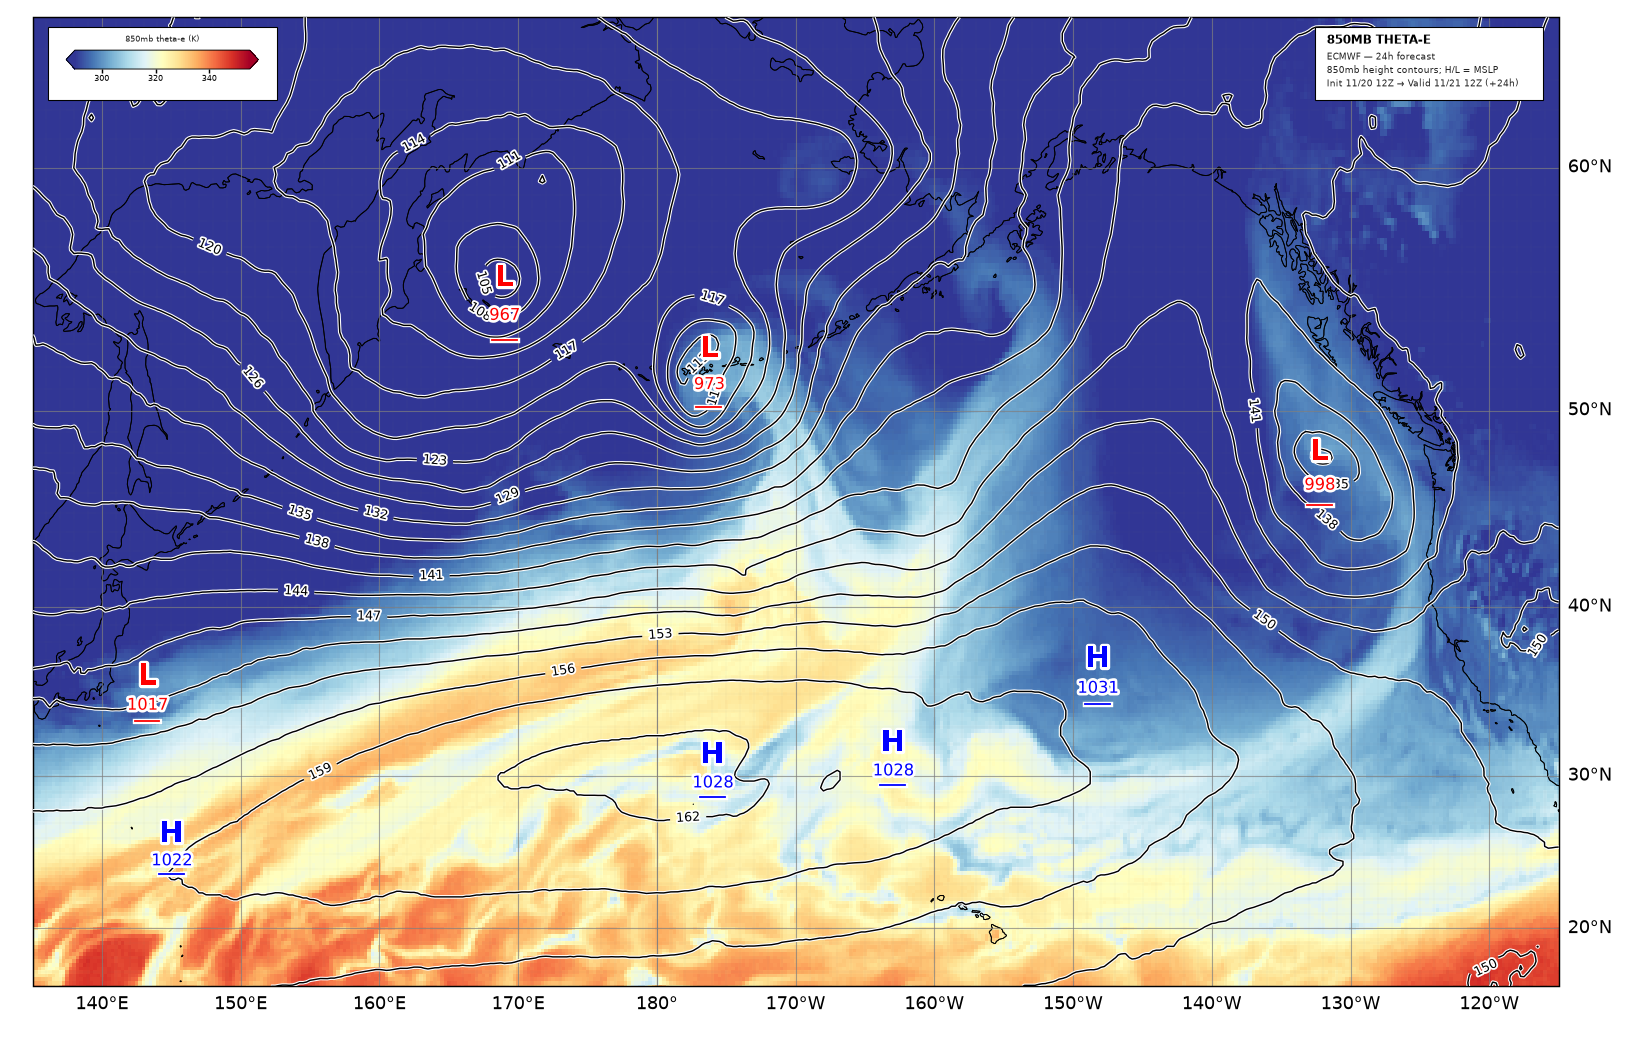 850mb theta-e (K)
300 320 340
850MB THETA-E
ECMWF — 24h forecast
850mb height contours; H/L = MSLP
Init 11/20 12Z → Valid 11/21 12Z (+24h)
60°N
50°N
40°N
30°N
20°N
140°E 150°E 160°E 170°E 180° 170°W 160°W 150°W 140°W 130°W 120°W
114
111
120
105
L
967
117
117
126
L
973
141
123
129
L
998
135
132
138
138
141
144
147
150
153
150
156
L
1017
H
1031
159
H
1028
H
1028
162
H
1022
150